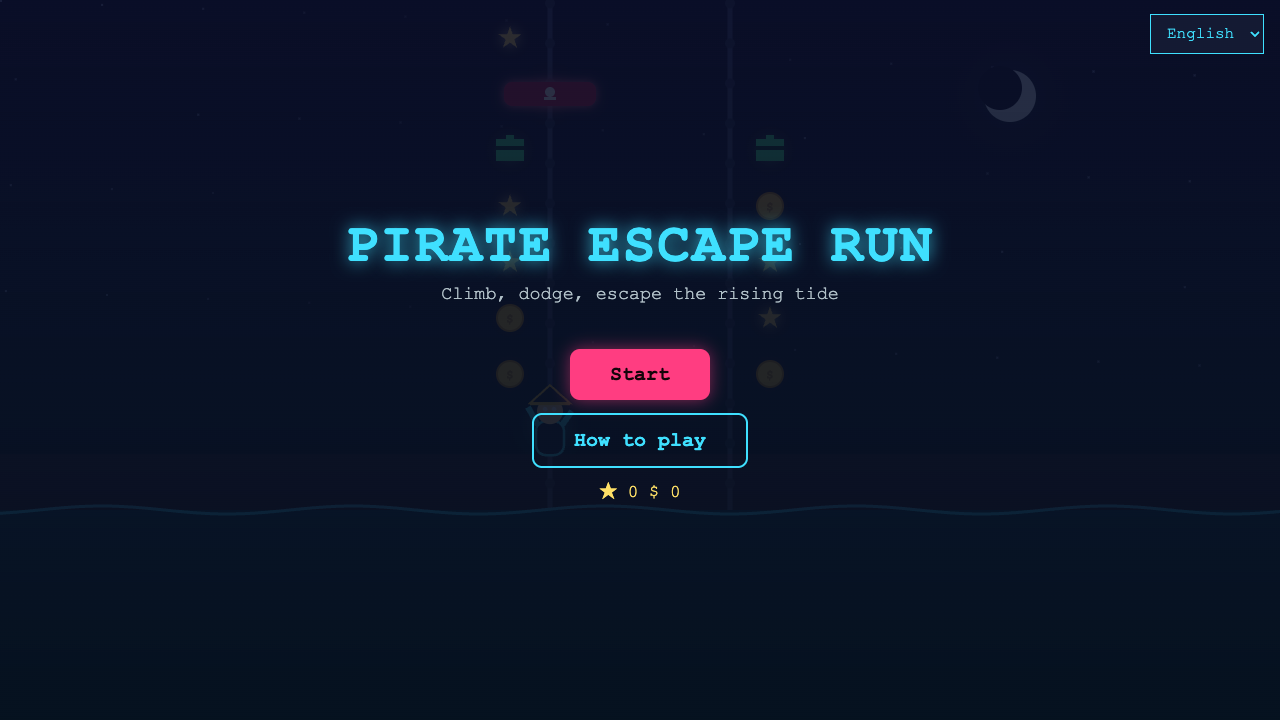 English
PIRATE ESCAPE RUN
Climb, dodge, escape the rising tide
Start
How to play
★ 0 $ 0